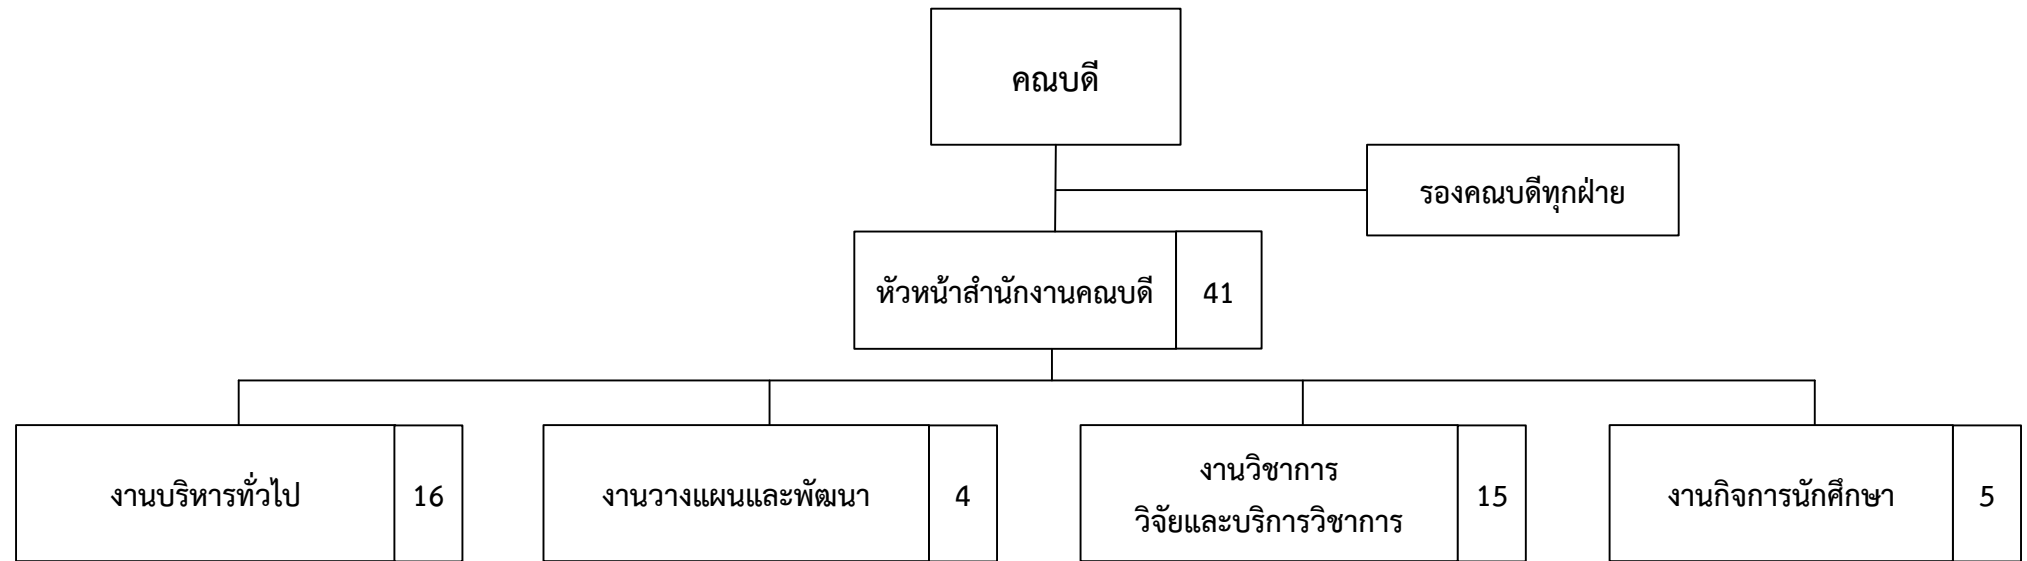 คณบดี
รองคณบดีทุกฝ่าย
หัวหน้าสำนักงานคณบดี 41
งานบริหารทั่วไป 16
งานวางแผนและพัฒนา 4
งานวิชาการ
วิจัยและบริการวิชาการ 15
งานกิจการนักศึกษา 5